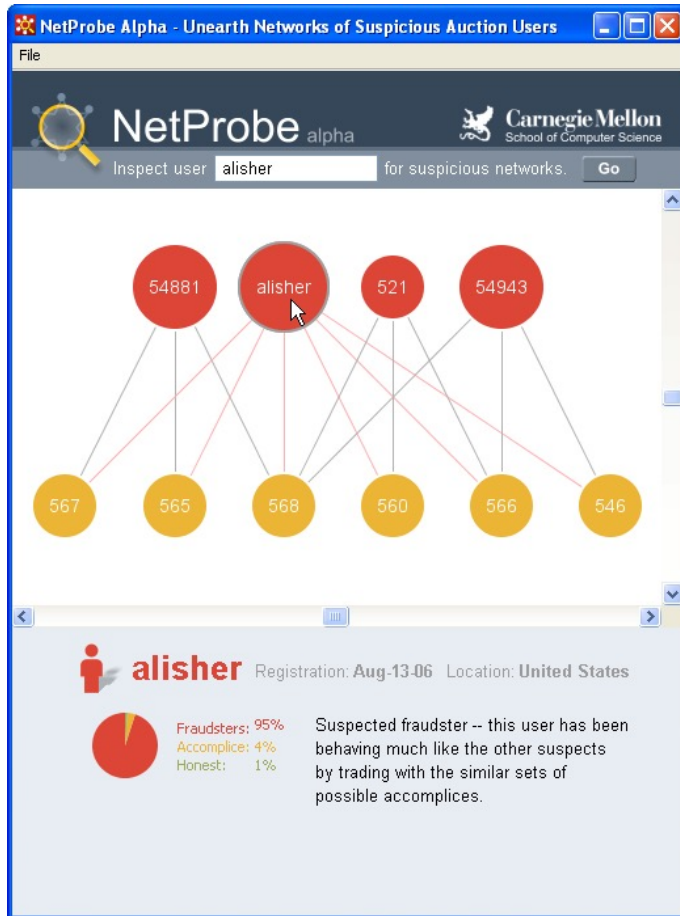 NetProbe Alpha - Unearth Networks of Suspicious Auction Users
File
NetProbe alpha
Carnegie Mellon
School of Computer Science
Inspect user alisher for suspicious networks. Go
54881 alisher 521 54943
567 565 568 560 566 546
alisher Registration: Aug-13-06 Location: United States
Fraudsters: 95%
Accomplice: 4%
Honest: 1%
Suspected fraudster -- this user has been
behaving much like the other suspects
by trading with the similar sets of
possible accomplices.